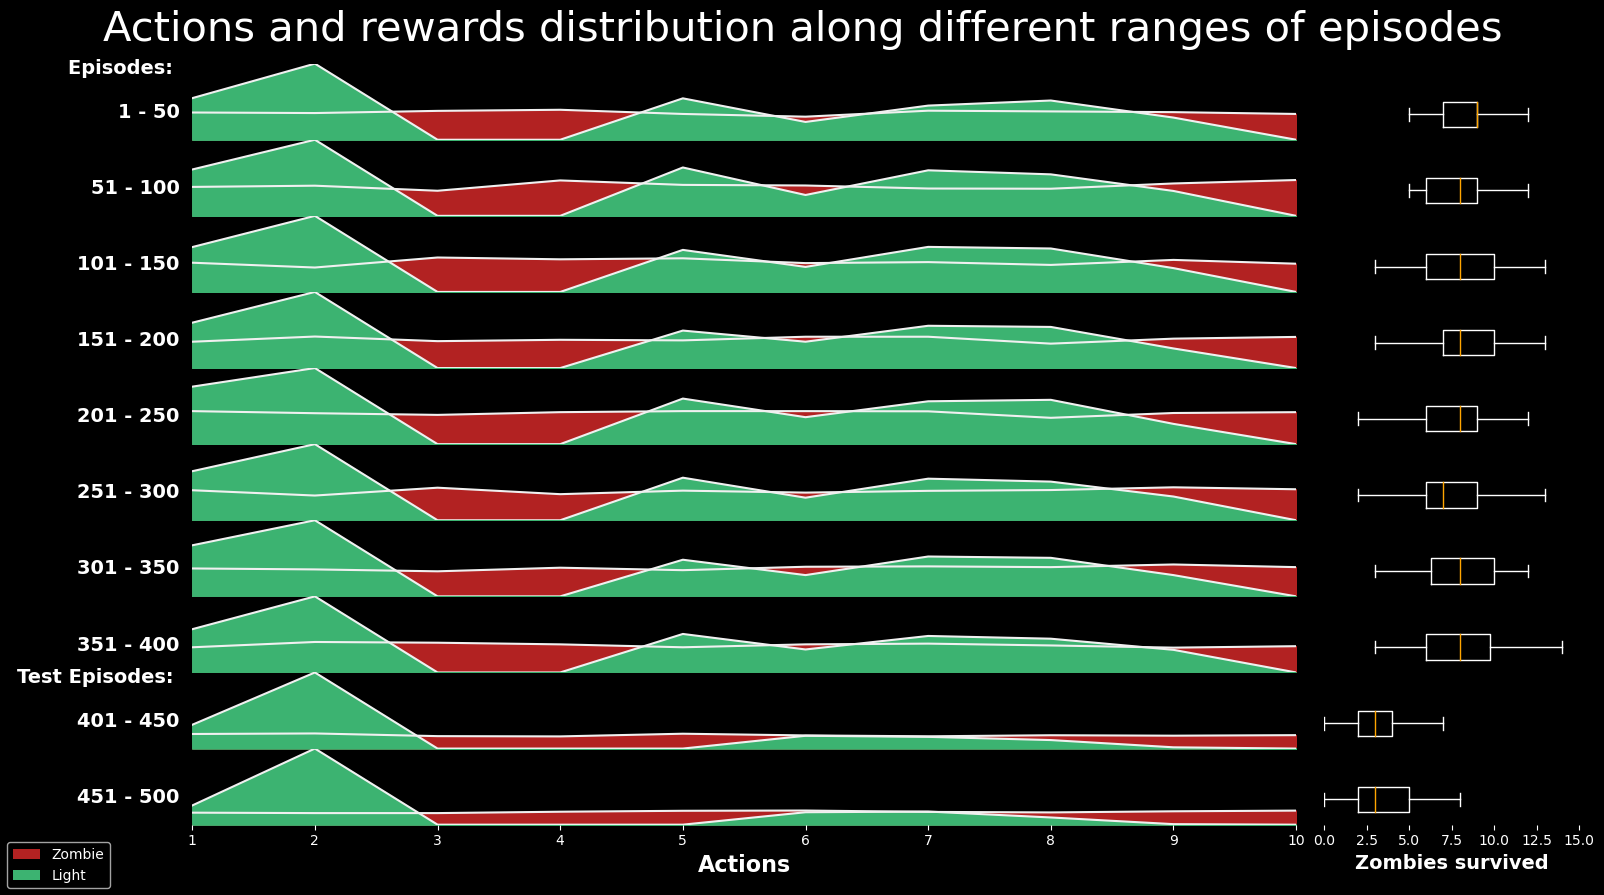 Actions and rewards distribution along different ranges of episodes
Episodes:
1 - 50
51 - 100
101 - 150
151 - 200
201 - 250
251 - 300
301 - 350
351 - 400
Test Episodes:
401 - 450
451 - 500
1 2 3 4 5 6 7 8 9 10
0.0 2.5 5.0 7.5 10.0 12.5 15.0
Actions
Zombies survived
Zombie
Light